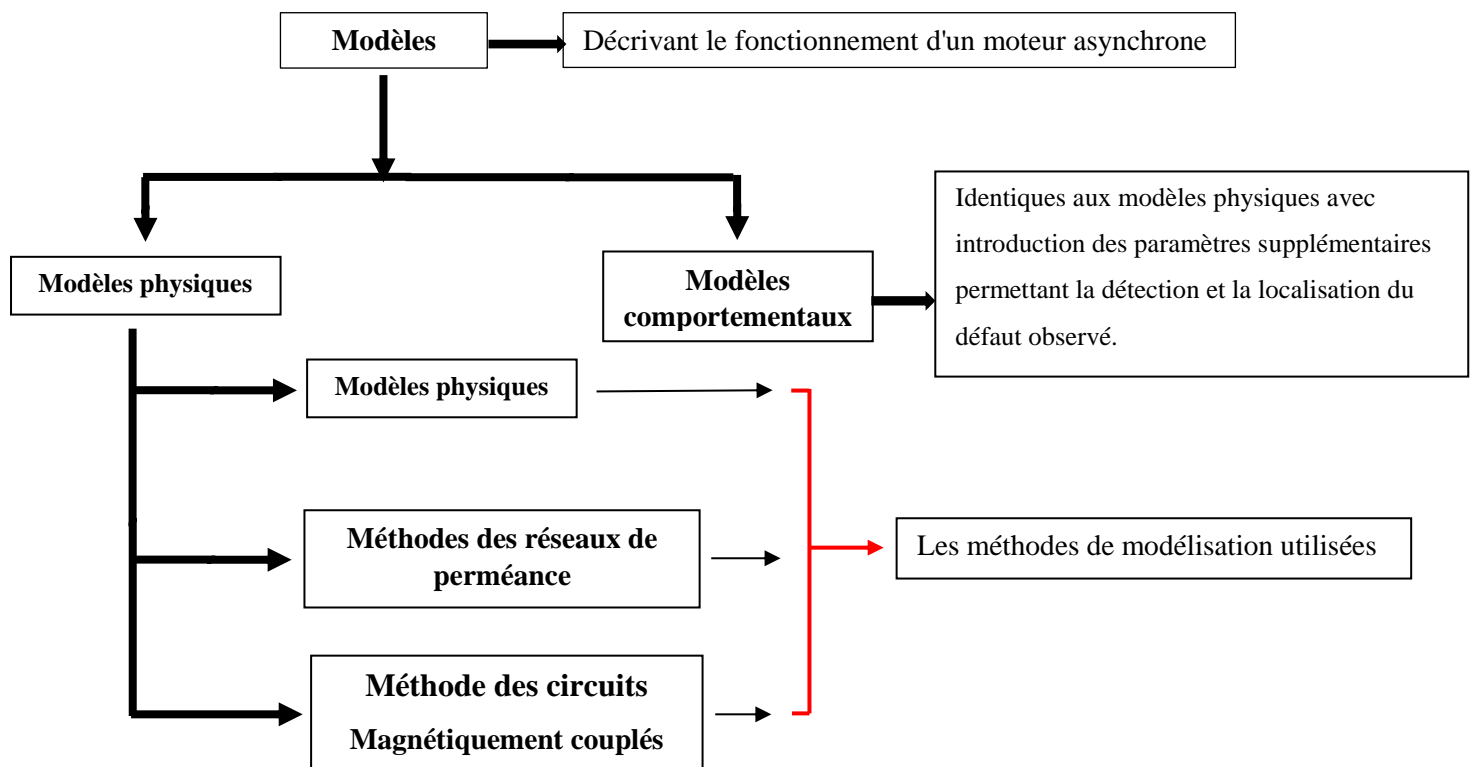 Modèles
Décrivant le fonctionnement d'un moteur asynchrone
Identiques aux modèles physiques avec
introduction des paramètres supplémentaires
permettant la détection et la localisation du
défaut observé.
Modèles physiques
Modèles
comportementaux
Modèles physiques
Méthodes des réseaux de
perméance
Les méthodes de modélisation utilisées
Méthode des circuits
Magnétiquement couplés